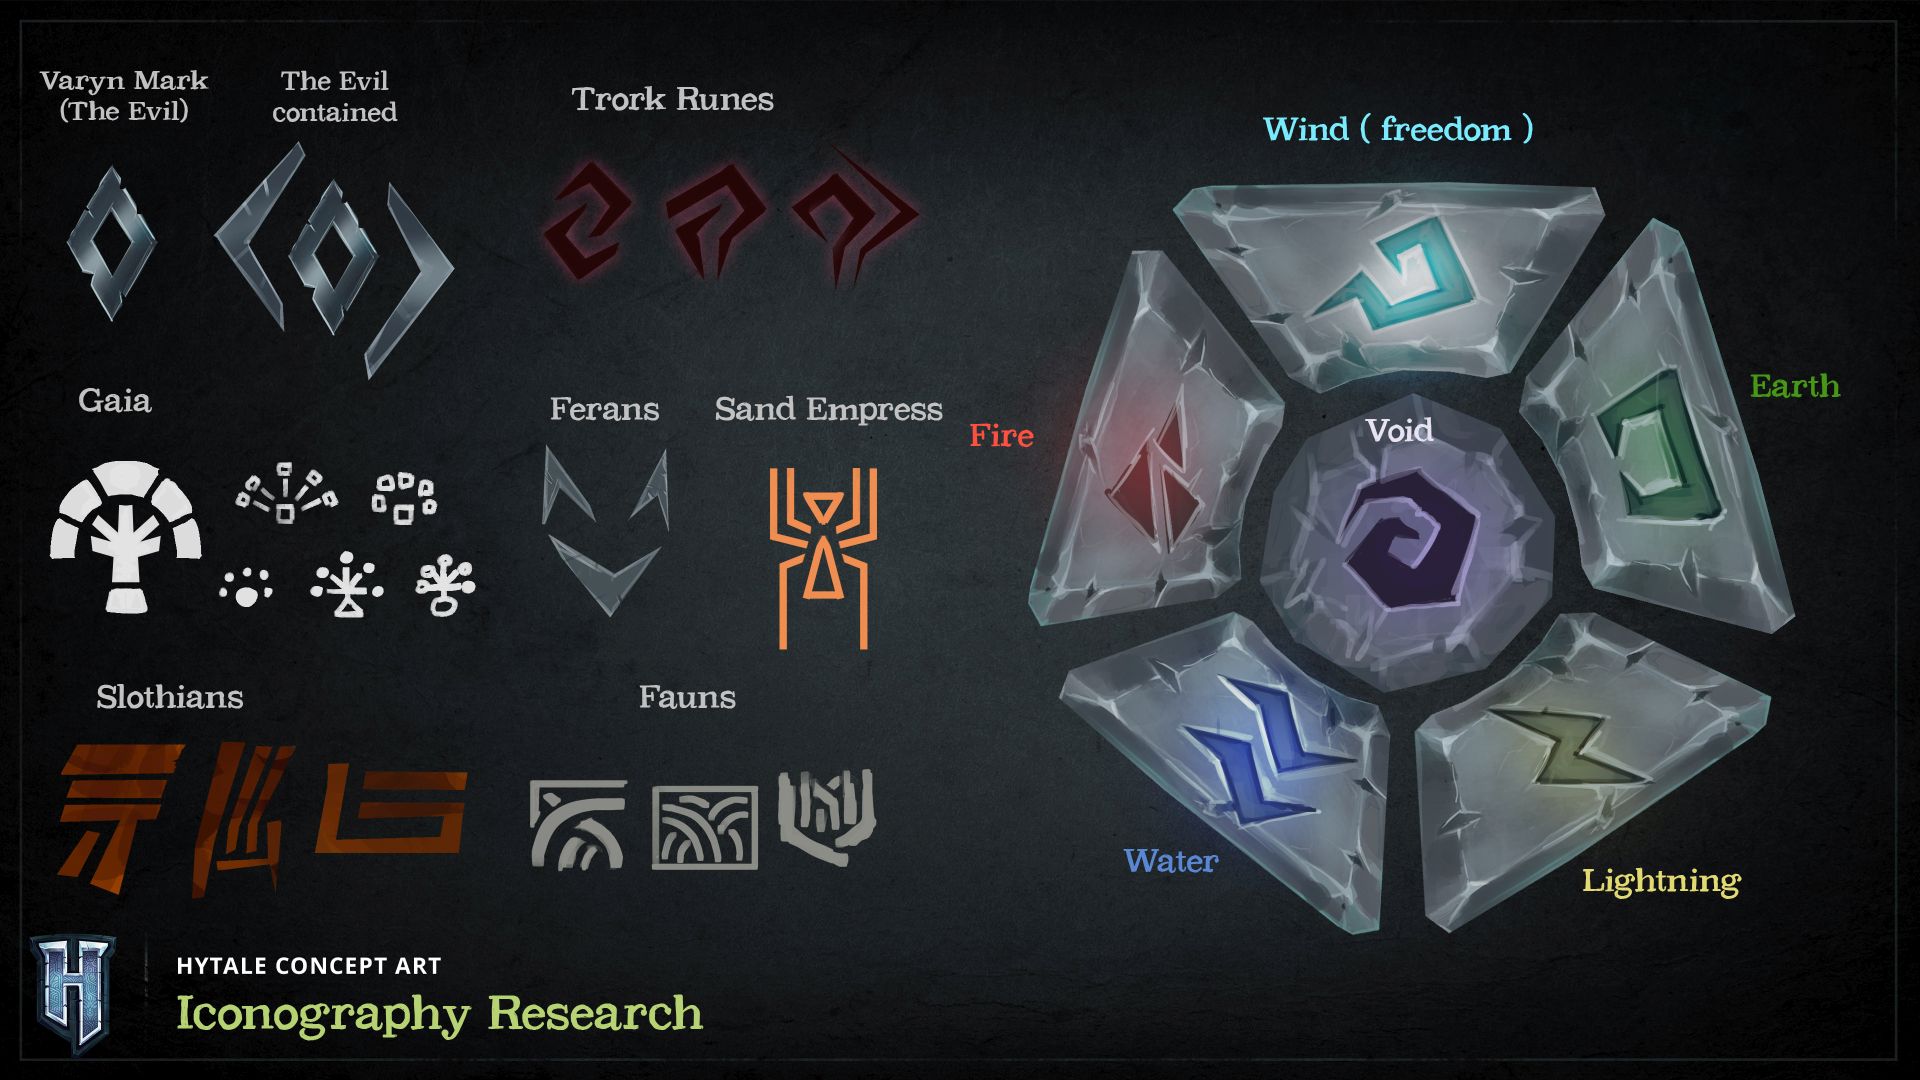 Varyn Mark
(The Evil)
The Evil
contained
Trork Runes
Wind ( freedom )
Gaia
Ferans
Sand Empress
Fire
Void
Earth
Slothians
Fauns
Water
Lightning
H
HYTALE CONCEPT ART
Iconography Research